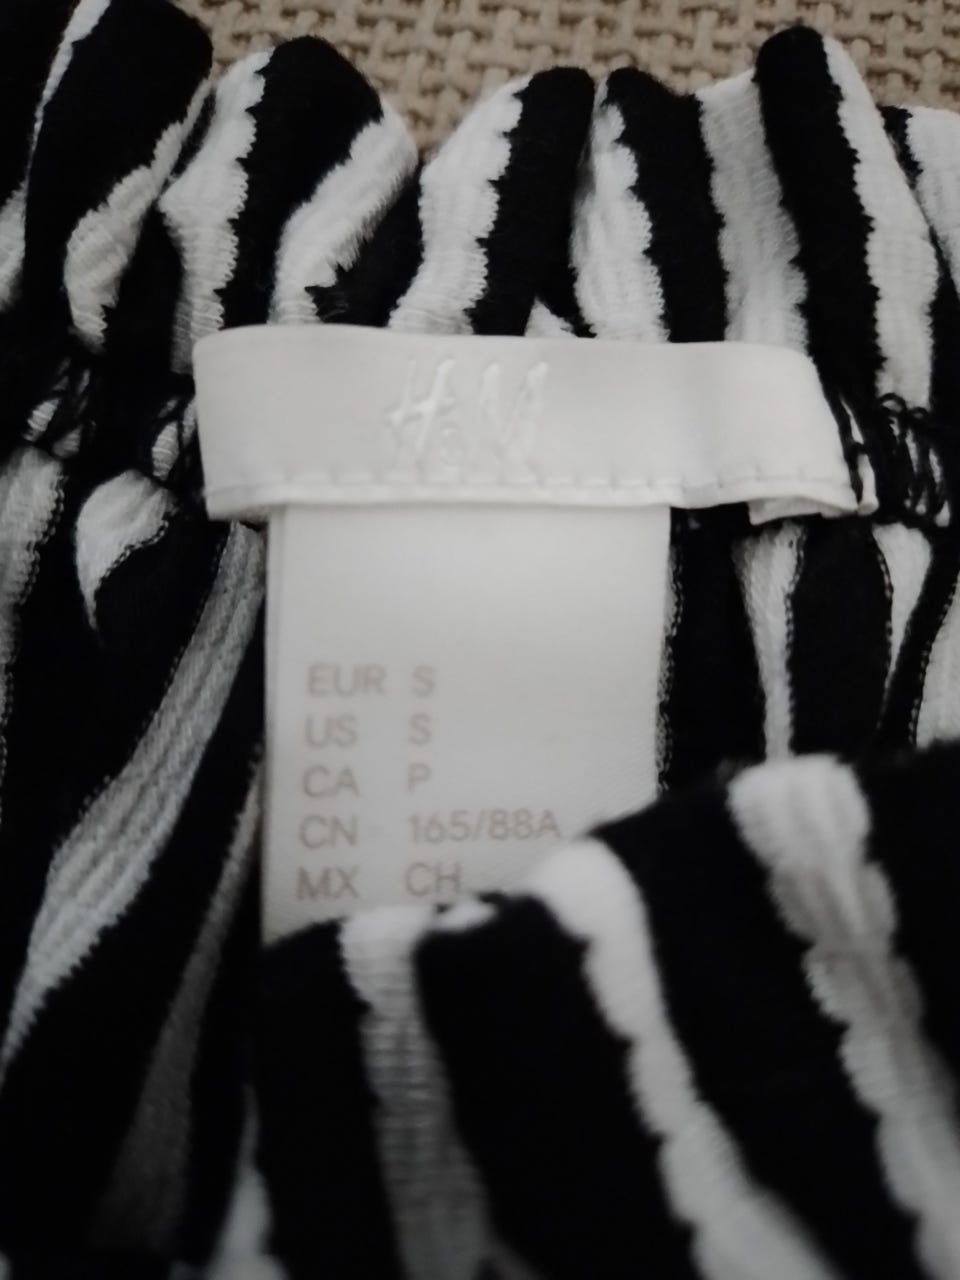 H&M
EUR S
US S
CA P
CN 165/88A
MX CH